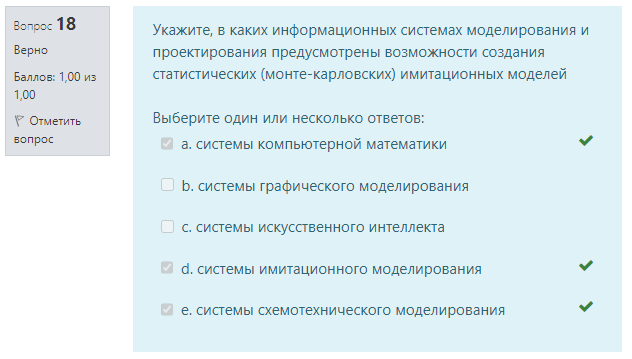 Вопрос 18
Верно
Баллов: 1,00 из
1,00
Отметить
вопрос
Укажите, в каких информационных системах моделирования и
проектирования предусмотрены возможности создания
статистических (монте-карловских) имитационных моделей
Выберите один или несколько ответов:
a. системы компьютерной математики
b. системы графического моделирования
c. системы искусственного интеллекта
d. системы имитационного моделирования
e. системы схемотехнического моделирования